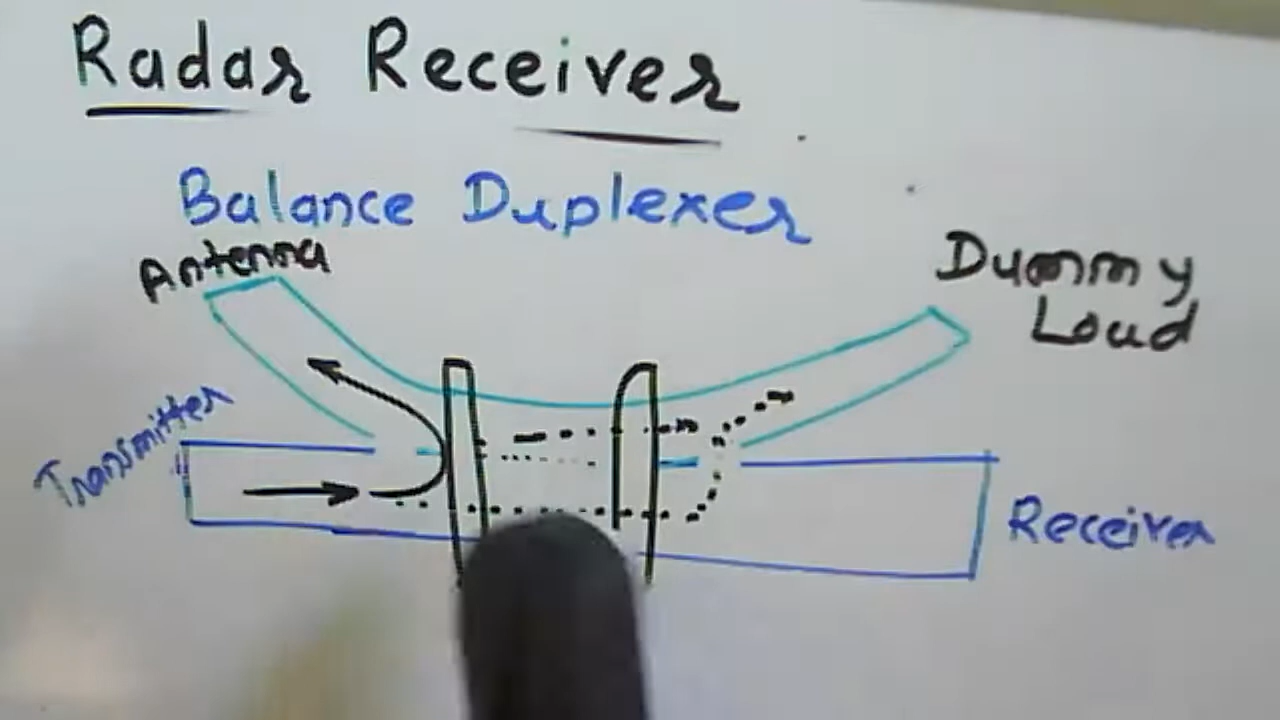 Radar Receiver
Balance Duplexer
Antenna
Dummy
Load
Transmitter
Receiver